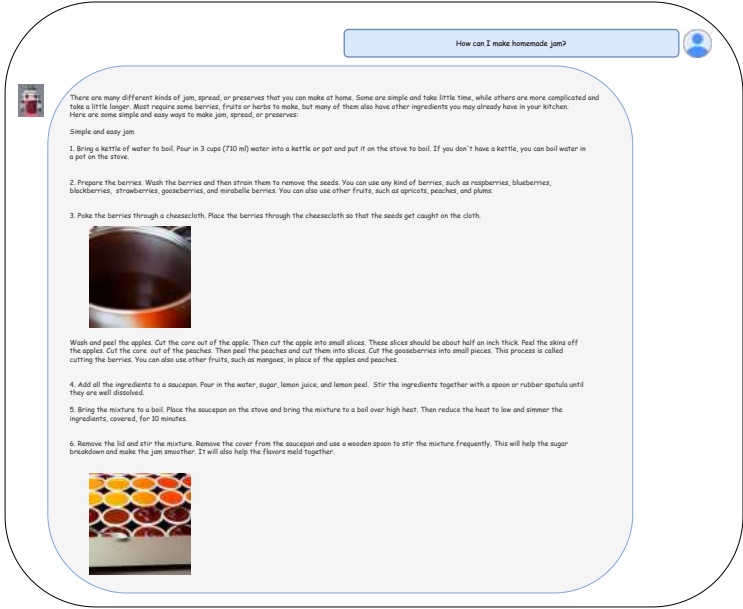 How can I make homemade jam?
There are many different kinds of jam, spread, or preserves that you can make at home. Some are simple and take little time, while others are more complicated and
take a little longer. Most require some berries, fruits or herbs to make, but many of them also have other ingredients you may already have in your kitchen.
Here are some simple and easy ways to make jam, spread, or preserves:
Simple and easy jam
1. Bring a kettle of water to boil. Pour in 3 cups (710 ml) water into a kettle or pot and put it on the stove to boil. If you don't have a kettle, you can boil water in
a pot on the stove.
2. Prepare the berries. Wash the berries and then strain them to remove the seeds. You can use any kind of berries, such as raspberries, blueberries,
blackberries, strawberries, gooseberries, and mirabelle berries. You can also use other fruits, such as apricots, peaches, and plums.
3. Poke the berries through a cheesecloth. Place the berries through the cheesecloth so that the seeds get caught on the cloth.
Wash and peel the apples. Cut the core out of the apple. Then cut the apple into small slices. These slices should be about half an inch thick. Peel the skins off
the apples. Cut the core out of the peaches. Then peel the peaches and cut them into slices. Cut the gooseberries into small pieces. This process is called
cutting the berries. You can also use other fruits, such as mangoes, in place of the apples and peaches.
4. Add all the ingredients to a saucepan. Pour in the water, sugar, lemon juice, and lemon peel. Stir the ingredients together with a spoon or rubber spatula until
they are well dissolved.
5. Bring the mixture to a boil. Place the saucepan on the stove and bring the mixture to a boil over high heat. Then reduce the heat to low and simmer the
ingredients, covered, for 10 minutes.
6. Remove the lid and stir the mixture. Remove the cover from the saucepan and use a wooden spoon to stir the mixture frequently. This will help the sugar
breakdown and make the jam smoother. It will also help the flavors meld together.